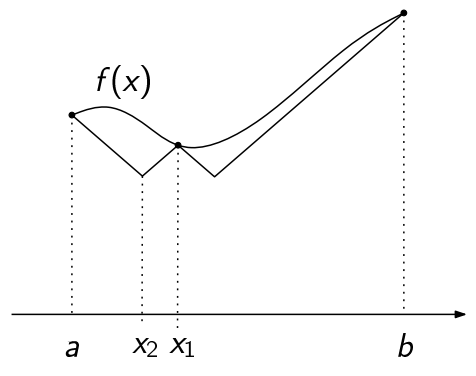 f(x)
a x₂ x₁ b